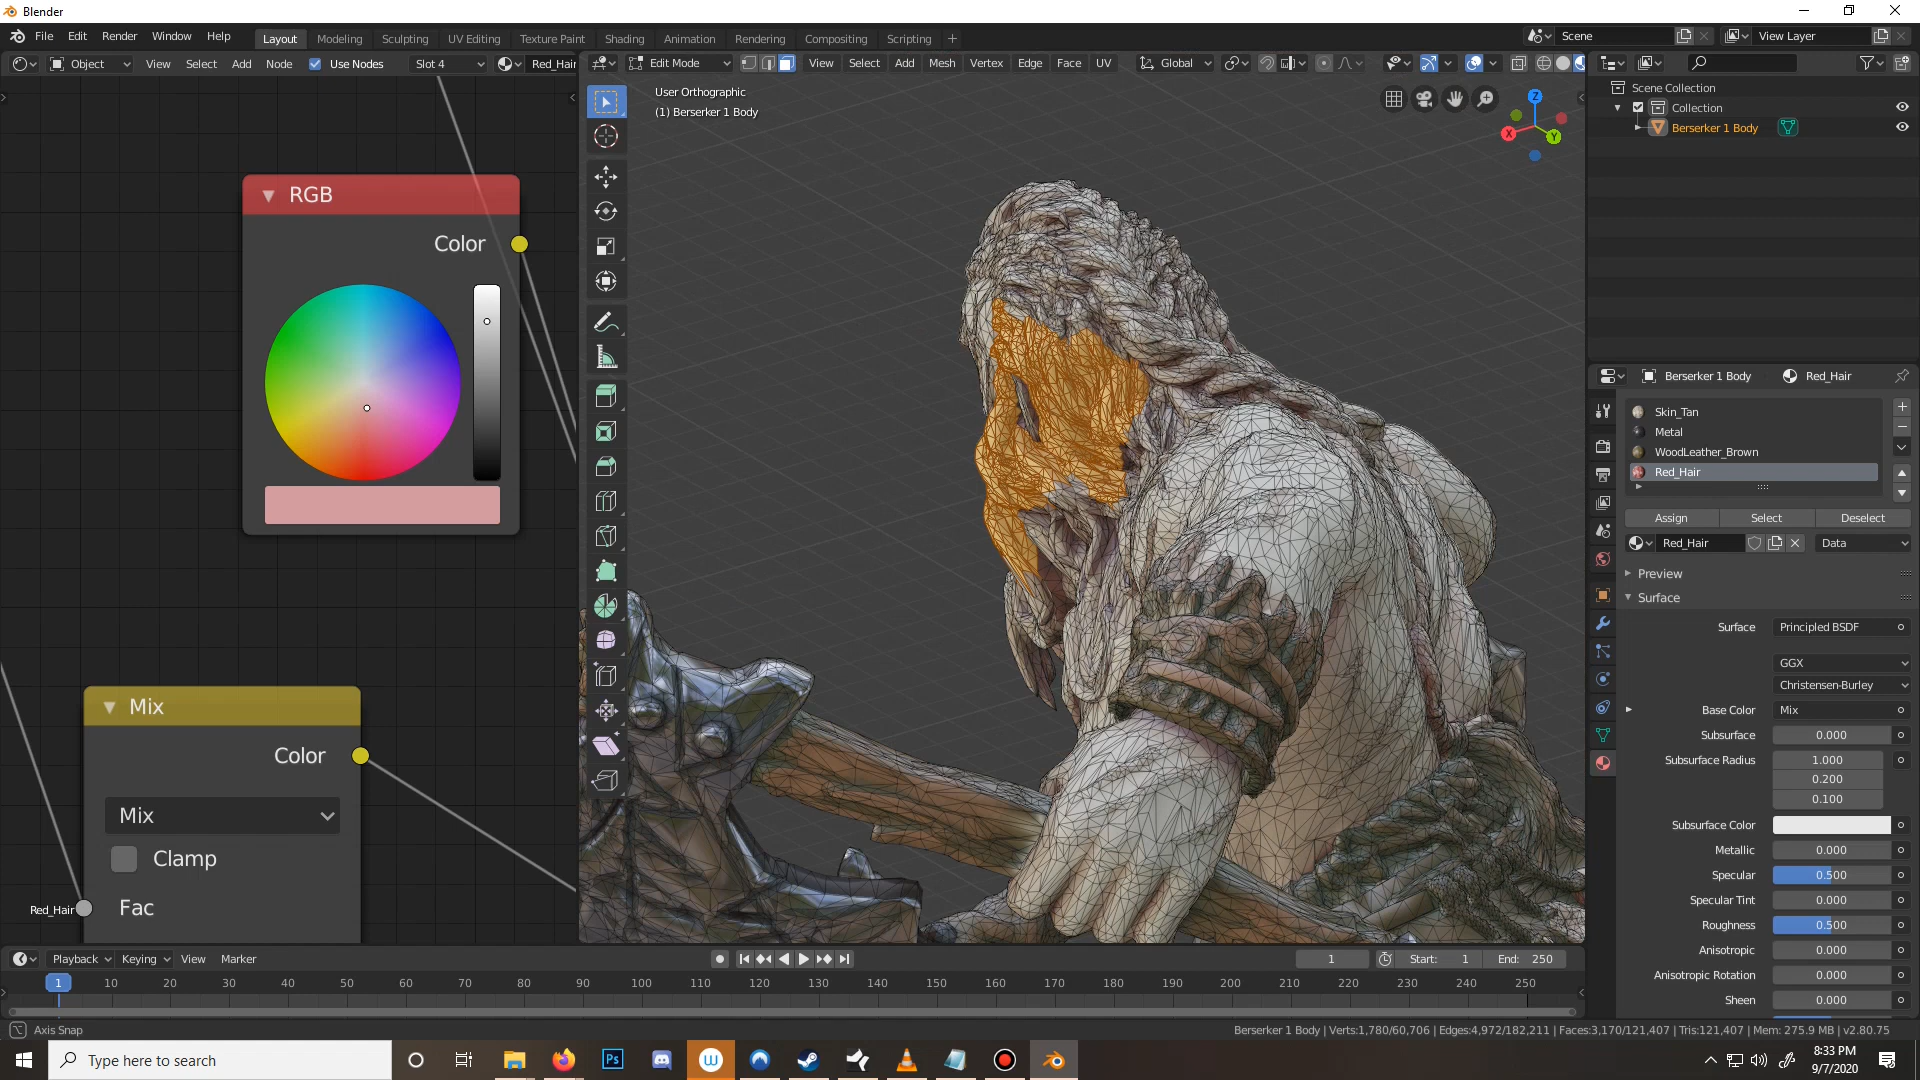 Blender
File Edit Render Window Help
Layout Modeling Sculpting UV Editing Texture Paint Shading Animation Rendering Compositing Scripting +
Scene View Layer
Object View Select Add Node Use Nodes Slot 4 Red_Hair
Edit Mode View Select Add Mesh Vertex Edge Face UV Global
User Orthographic
(1) Berserker 1 Body
Z
X
Y
Scene Collection
Collection
Berserker 1 Body
RGB
Color
Mix
Color
Mix
Clamp
Red_Hair Fac
Berserker 1 Body Red_Hair
Skin_Tan
Metal
WoodLeather_Brown
Red_Hair
Assign Select Deselect
Red_Hair Data
Preview
Surface
Surface Principled BSDF
GGX
Christensen-Burley
Base Color Mix
Subsurface 0.000
Subsurface Radius 1.000
0.200
0.100
Subsurface Color
Metallic 0.000
Specular 0.500
Specular Tint 0.000
Roughness 0.500
Anisotropic 0.000
Anisotropic Rotation 0.000
Sheen 0.000
Playback Keying View Marker
1 Start: 1 End: 250
1 10 20 30 40 50 60 70 80 90 100 110 120 130 140 150 160 170 180 190 200 210 220 230 240 250
Axis Snap
Berserker 1 Body | Verts:1,780/60,706 | Edges:4,972/182,211 | Faces:3,170/121,407 | Tris:121,407 | Mem: 275.9 MB | v2.80.75
Type here to search
Ps
W
8:33 PM
9/7/2020